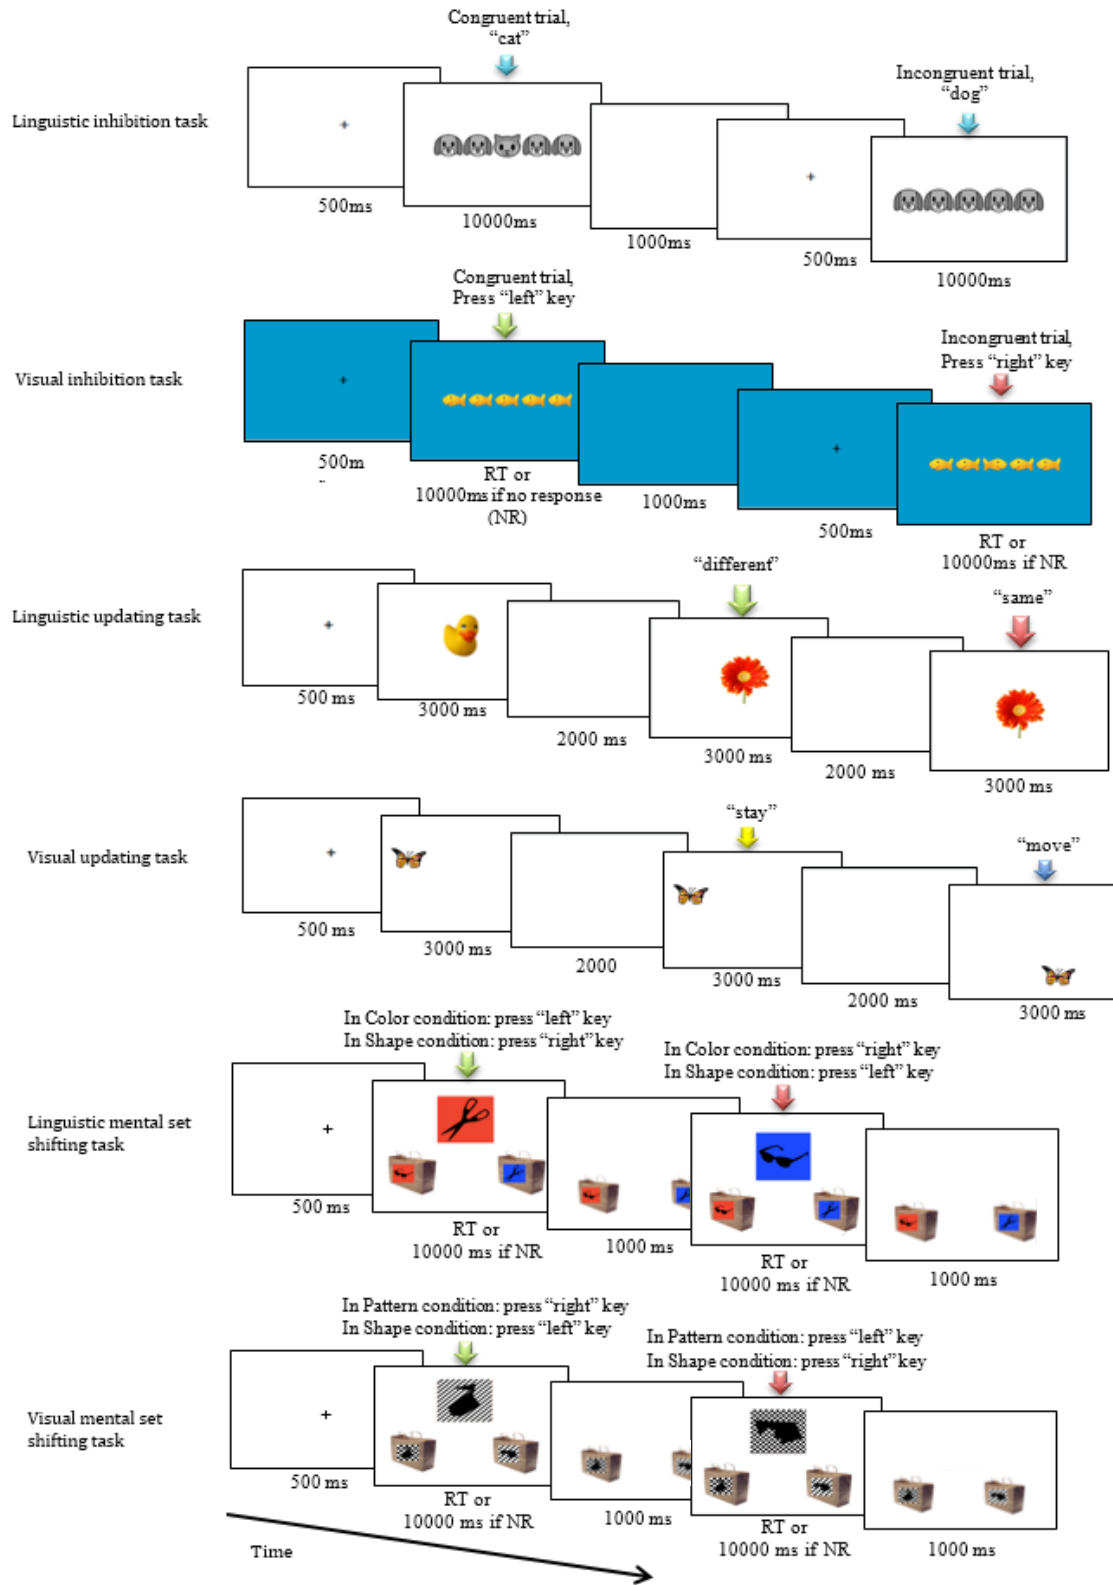 Congruent trial,
“cat”
Incongruent trial,
“dog”
Linguistic inhibition task
500ms
10000ms
1000ms
500ms
10000ms
Congruent trial,
Press “left” key
Incongruent trial,
Press “right” key
Visual inhibition task
500m
RT or
10000ms if no response
(NR)
1000ms
500ms
RT or
10000ms if NR
“different”
“same”
Linguistic updating task
500 ms
3000 ms
2000 ms
3000 ms
2000 ms
3000 ms
“stay”
“move”
Visual updating task
500 ms
3000 ms
2000
3000 ms
2000 ms
3000 ms
In Color condition: press “left” key
In Shape condition: press “right” key
In Color condition: press “right” key
In Shape condition: press “left” key
Linguistic mental set
shifting task
500 ms
RT or
10000 ms if NR
1000 ms
RT or
10000 ms if NR
1000 ms
In Pattern condition: press “right” key
In Shape condition: press “left” key
In Pattern condition: press “left” key
In Shape condition: press “right” key
Visual mental set
shifting task
500 ms
RT or
10000 ms if NR
1000 ms
RT or
10000 ms if NR
1000 ms
Time